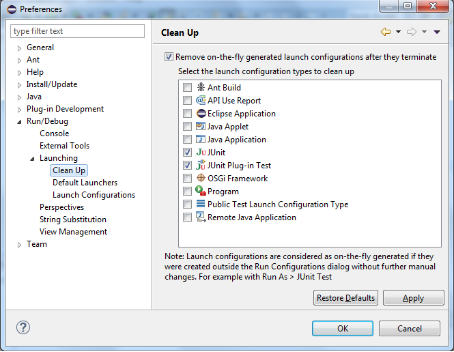 Preferences
type filter text
General
Ant
Help
Install/Update
Java
Plug-in Development
Run/Debug
Console
External Tools
Launching
Clean Up
Default Launchers
Launch Configurations
Perspectives
String Substitution
View Management
Team
Clean Up
Remove on-the-fly generated launch configurations after they terminate
Select the launch configuration types to clean up
Ant Build
API Use Report
Eclipse Application
Java Applet
Java Application
JUnit
JUnit Plug-in Test
OSGi Framework
Program
Public Test Launch Configuration Type
Remote Java Application
Note: Launch configurations are considered as on-the-fly generated if they
were created outside the Run Configurations dialog without further manual
changes. For example with Run As > JUnit Test
Restore Defaults
Apply
OK
Cancel